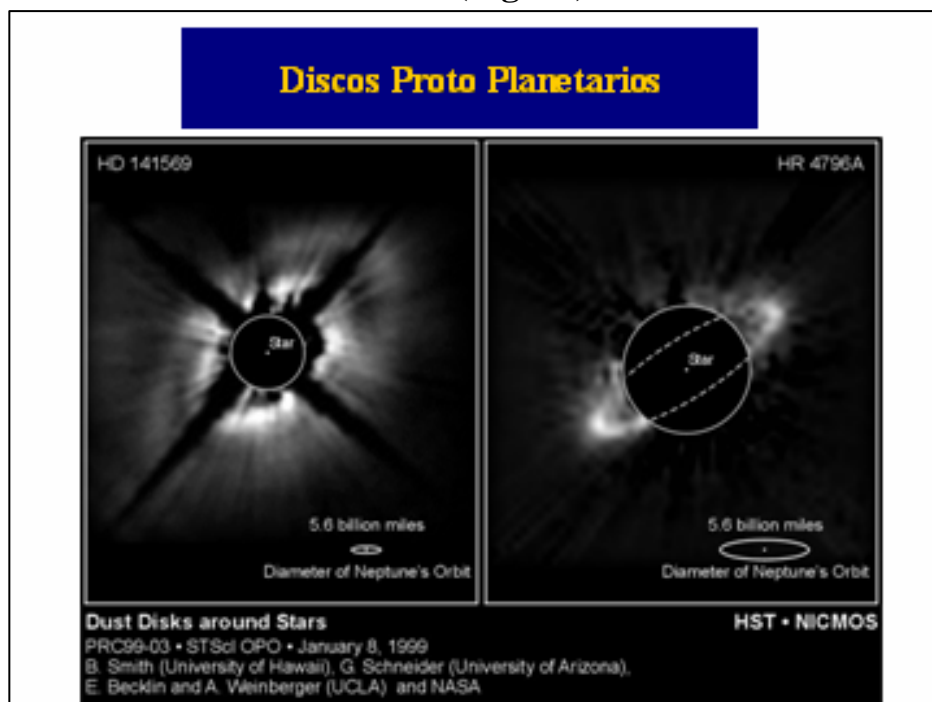 Discos Proto Planetarios
HD 141569
Star
5.6 billion miles
Diameter of Neptune's Orbit
HR 4796A
Star
5.6 billion miles
Diameter of Neptune's Orbit
Dust Disks around Stars
HST • NICMOS
PRC99-03 • STScI OPO • January 8, 1999
B. Smith (University of Hawaii), G. Schneider (University of Arizona),
E. Becklin and A. Weinberger (UCLA) and NASA